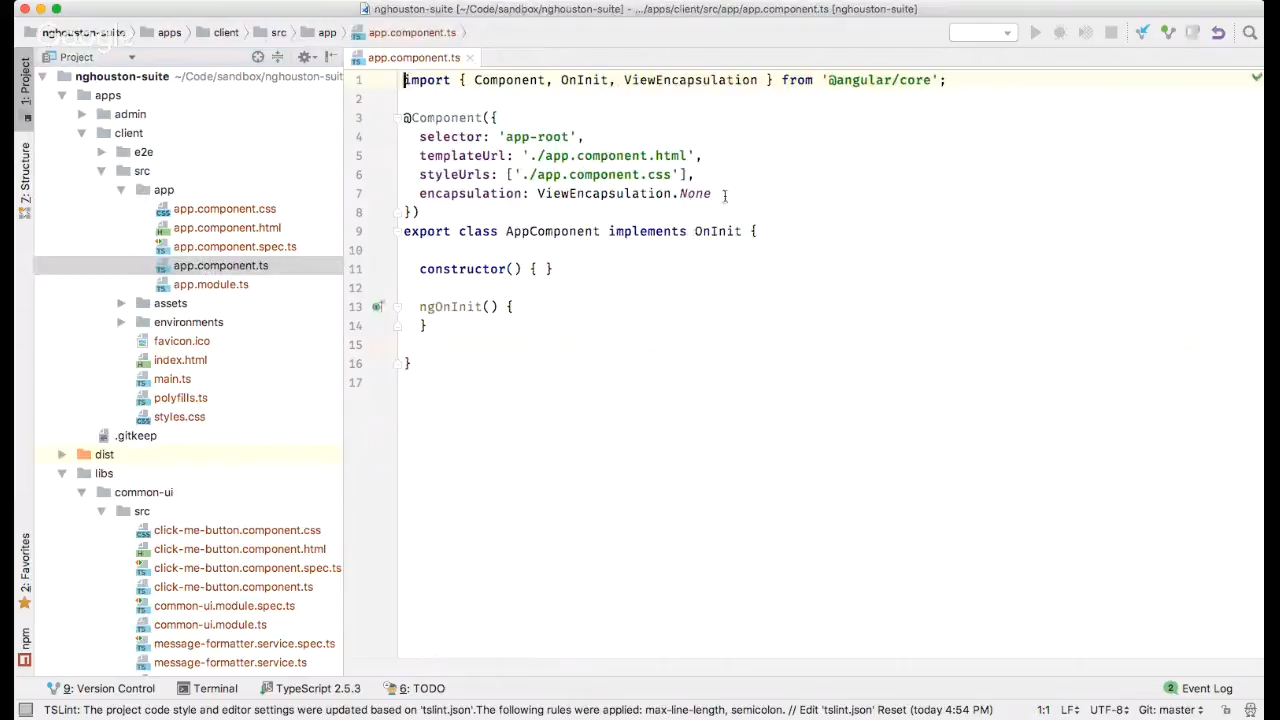 nghouston-suite [~/Code/sandbox/nghouston-suite] - .../apps/client/src/app/app.component.ts [nghouston-suite]
nghouston-suite apps client src app app.component.ts
Google
Project
app.component.ts
1: Project
Z: Structure
2: Favorites
npm
nghouston-suite ~/Code/sandbox/nghouston-suit
apps
admin
client
e2e
src
app
app.component.css
app.component.html
app.component.spec.ts
app.component.ts
app.module.ts
assets
environments
favicon.ico
index.html
main.ts
polyfills.ts
styles.css
.gitkeep
dist
libs
common-ui
src
click-me-button.component.css
click-me-button.component.html
click-me-button.component.spec.ts
click-me-button.component.ts
common-ui.module.spec.ts
common-ui.module.ts
message-formatter.service.spec.ts
message-formatter.service.ts
1 import { Component, OnInit, ViewEncapsulation } from '@angular/core';
2
3 @Component({
4 selector: 'app-root',
5 templateUrl: './app.component.html',
6 styleUrls: ['./app.component.css'],
7 encapsulation: ViewEncapsulation.None
8 })
9 export class AppComponent implements OnInit {
10
11 constructor() { }
12
13 ngOnInit() {
14 }
15
16 }
17
9: Version Control Terminal TypeScript 2.5.3 6: TODO 2 Event Log
TSLint: The project code style and editor settings were updated based on 'tslint.json'.The following rules were applied: max-line-length, semicolon. // Edit 'tslint.json' Reset (today 4:54 PM) 1:1 LF÷ UTF-8÷ Git: master÷